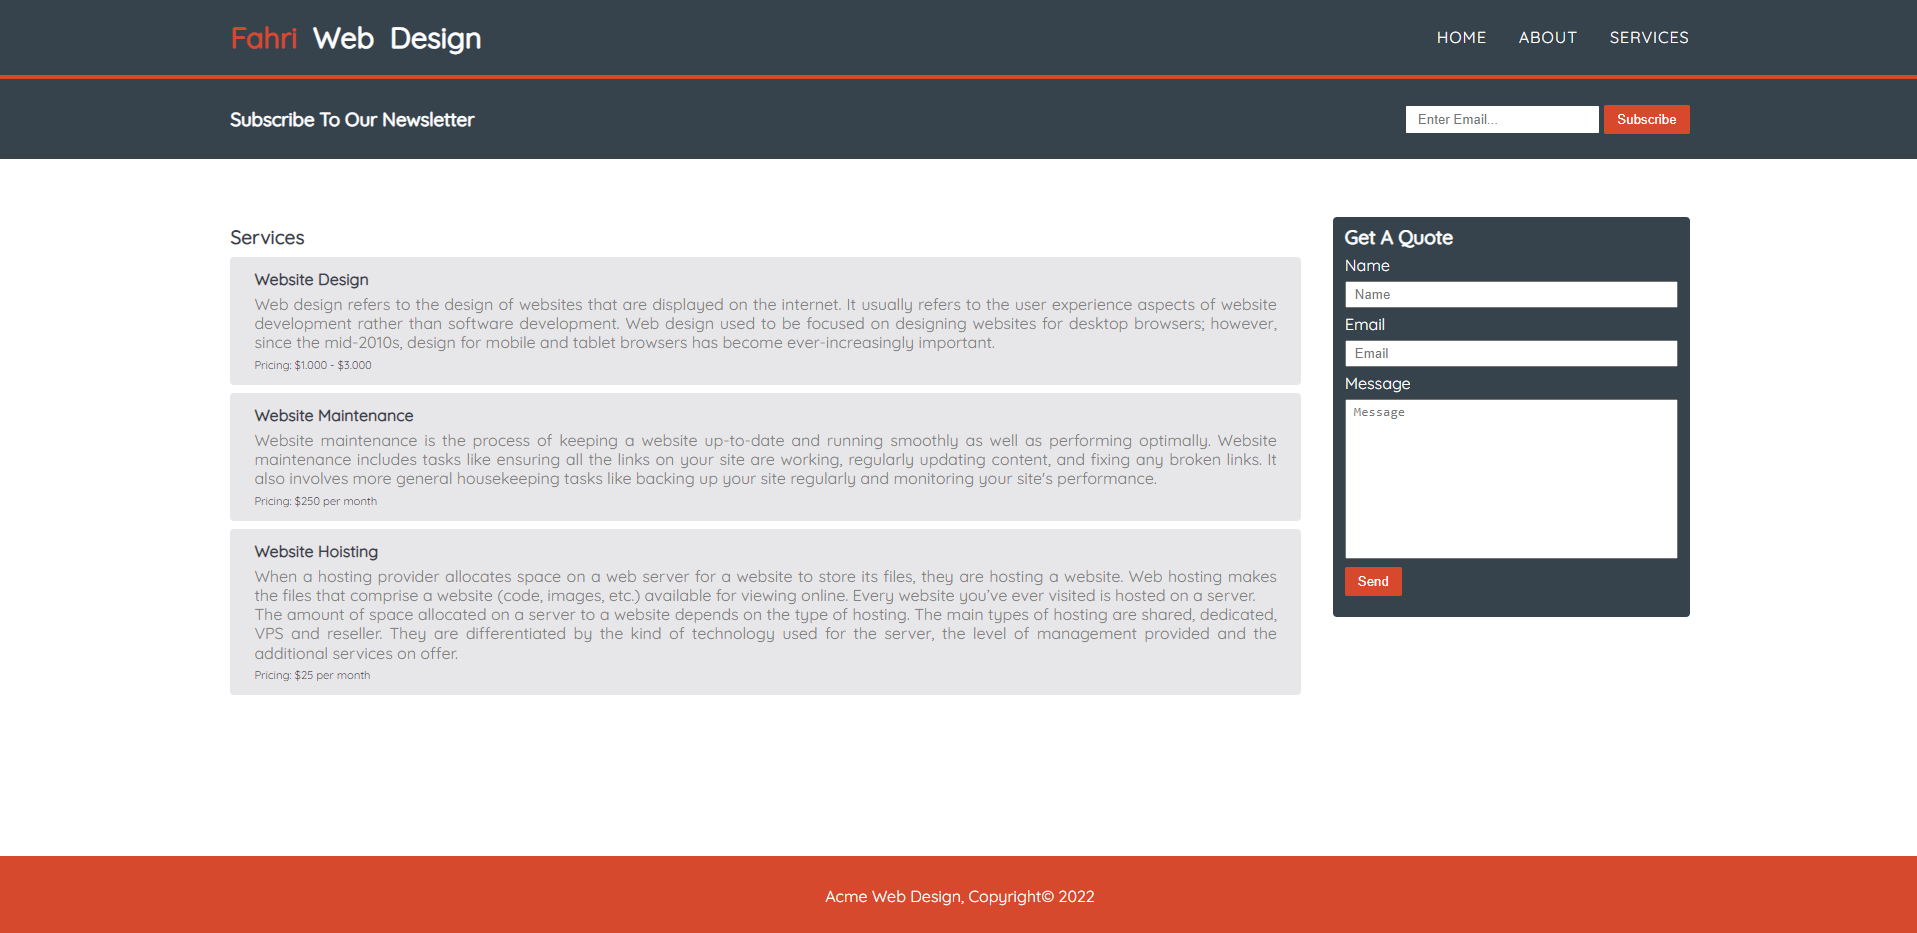 Fahri Web Design
HOME ABOUT SERVICES
Subscribe To Our Newsletter
Enter Email...
Subscribe
Services
Website Design
Web design refers to the design of websites that are displayed on the internet. It usually refers to the user experience aspects of website
development rather than software development. Web design used to be focused on designing websites for desktop browsers; however,
since the mid-2010s, design for mobile and tablet browsers has become ever-increasingly important.
Pricing: $1.000 - $3.000
Website Maintenance
Website maintenance is the process of keeping a website up-to-date and running smoothly as well as performing optimally. Website
maintenance includes tasks like ensuring all the links on your site are working, regularly updating content, and fixing any broken links. It
also involves more general housekeeping tasks like backing up your site regularly and monitoring your site's performance.
Pricing: $250 per month
Website Hoisting
When a hosting provider allocates space on a web server for a website to store its files, they are hosting a website. Web hosting makes
the files that comprise a website (code, images, etc.) available for viewing online. Every website you’ve ever visited is hosted on a server.
The amount of space allocated on a server to a website depends on the type of hosting. The main types of hosting are shared, dedicated,
VPS and reseller. They are differentiated by the kind of technology used for the server, the level of management provided and the
additional services on offer.
Pricing: $25 per month
Get A Quote
Name
Name
Email
Email
Message
Message
Send
Acme Web Design, Copyright© 2022